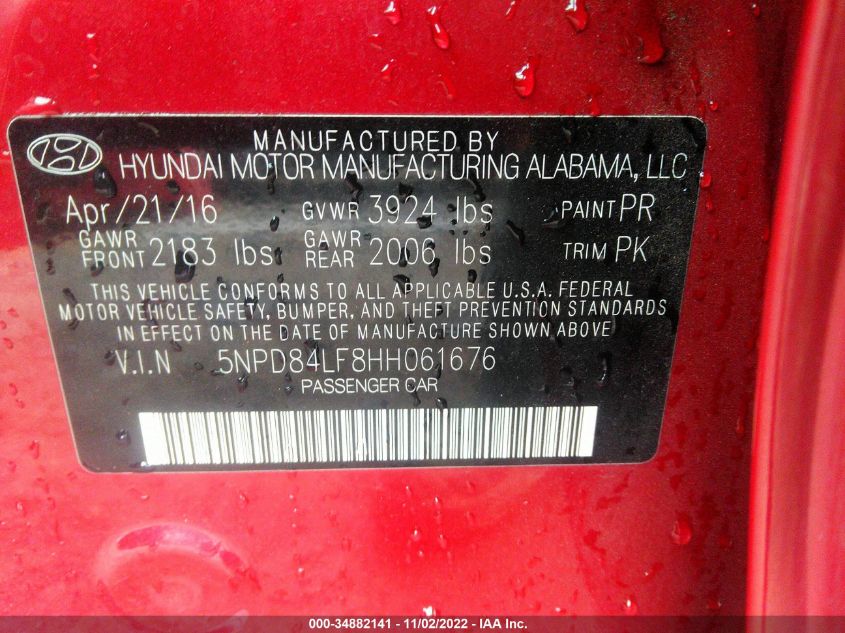 MANUFACTURED BY
HYUNDAI MOTOR MANUFACTURING ALABAMA, LLC
Apr/21/16 GVWR 3924 lbs PAINT PR
GAWR FRONT 2183 lbs GAWR REAR 2006 lbs TRIM PK
THIS VEHICLE CONFORMS TO ALL APPLICABLE U.S.A. FEDERAL
MOTOR VEHICLE SAFETY, BUMPER, AND THEFT PREVENTION STANDARDS
IN EFFECT ON THE DATE OF MANUFACTURE SHOWN ABOVE
V.I.N 5NPD84LF8HH061676
PASSENGER CAR
000-34882141 - 11/02/2022 - IAA Inc.